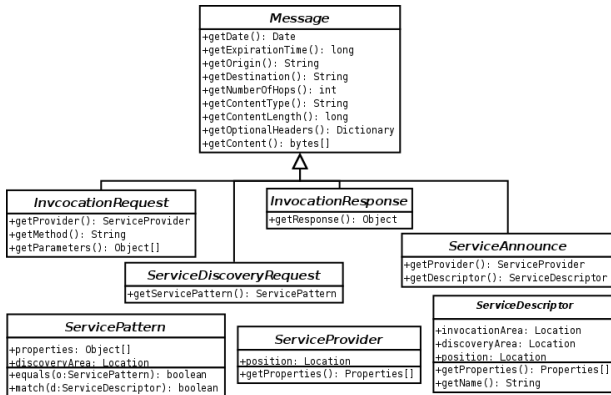 Message
+getDate(): Date
+getExpirationTime(): long
+getOrigin(): String
+getDestination(): String
+getNumberOfHops(): int
+getContentType(): String
+getContentLength(): long
+getOptionalHeaders(): Dictionary
+getContent(): bytes[]
InvcocationRequest
+getProvider(): ServiceProvider
+getMethod(): String
+getParameters(): Object[]
InvocationResponse
+getResponse(): Object
ServiceDiscoveryRequest
+getServicePattern(): ServicePattern
ServiceAnnounce
+getProvider(): ServiceProvider
+getDescriptor(): ServiceDescriptor
ServicePattern
+properties: Object[]
+discoveryArea: Location
+equals(o:ServicePattern): boolean
+match(d:ServiceDescriptor): boolean
ServiceProvider
+position: Location
+getProperties(): Properties[]
ServiceDescriptor
+invocationArea: Location
+discoveryArea: Location
+position: Location
+getProperties(): Properties[]
+getName(): String